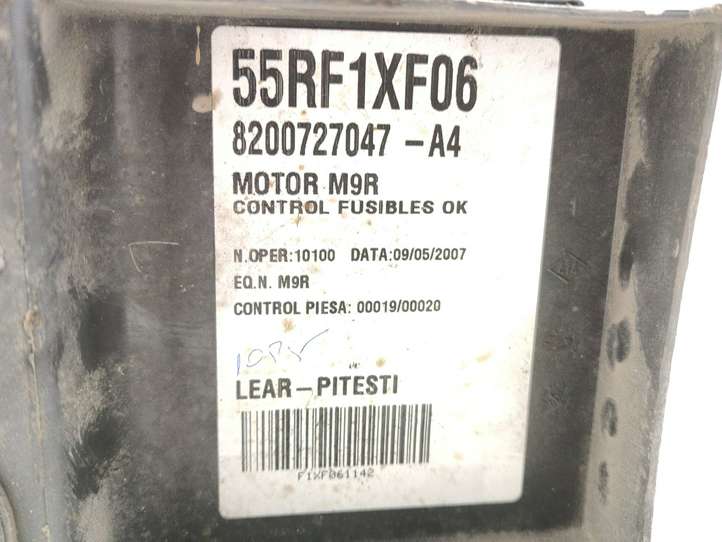 55RF1XF06
8200727047 -A4
MOTOR M9R
CONTROL FUSIBLES OK
N.OPER:10100 DATA:09/05/2007
EQ.N. M9R
CONTROL PIESA: 00019/00020
LEAR-PITESTI
F1XF061142